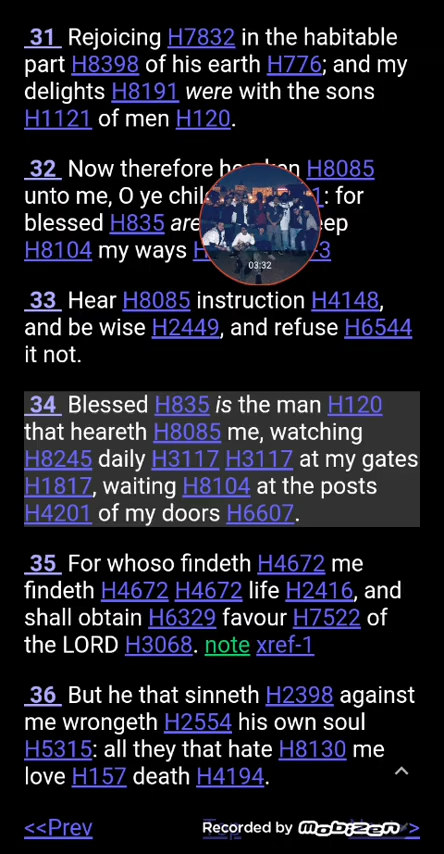 31 Rejoicing H7832 in the habitable
part H8398 of his earth H776; and my
delights H8191 were with the sons
H1121 of men H120.
32 Now therefore H8085
unto me, O ye 1: for
blessed H835 are
H8104 my ways -3
03:32
33 Hear H8085 instruction H4148,
and be wise H2449, and refuse H6544
it not.
34 Blessed H835 is the man H120
that heareth H8085 me, watching
H8245 daily H3117 H3117 at my gates
H1817, waiting H8104 at the posts
H4201 of my doors H6607.
35 For whoso findeth H4672 me
findeth H4672 H4672 life H2416, and
shall obtain H6329 favour H7522 of
the LORD H3068. note xref-1
36 But he that sinneth H2398 against
me wrongeth H2554 his own soul
H5315: all they that hate H8130 me
love H157 death H4194.
<<Prev Recorded by mobizen >